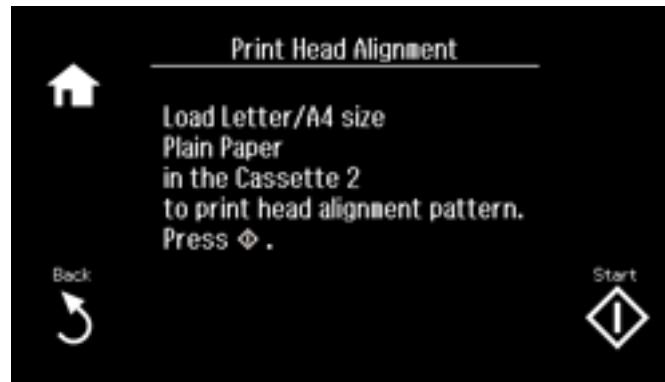 Print Head Alignment
Load Letter/A4 size
Plain Paper
in the Cassette 2
to print head alignment pattern.
Press ⟐ .
Back
Start